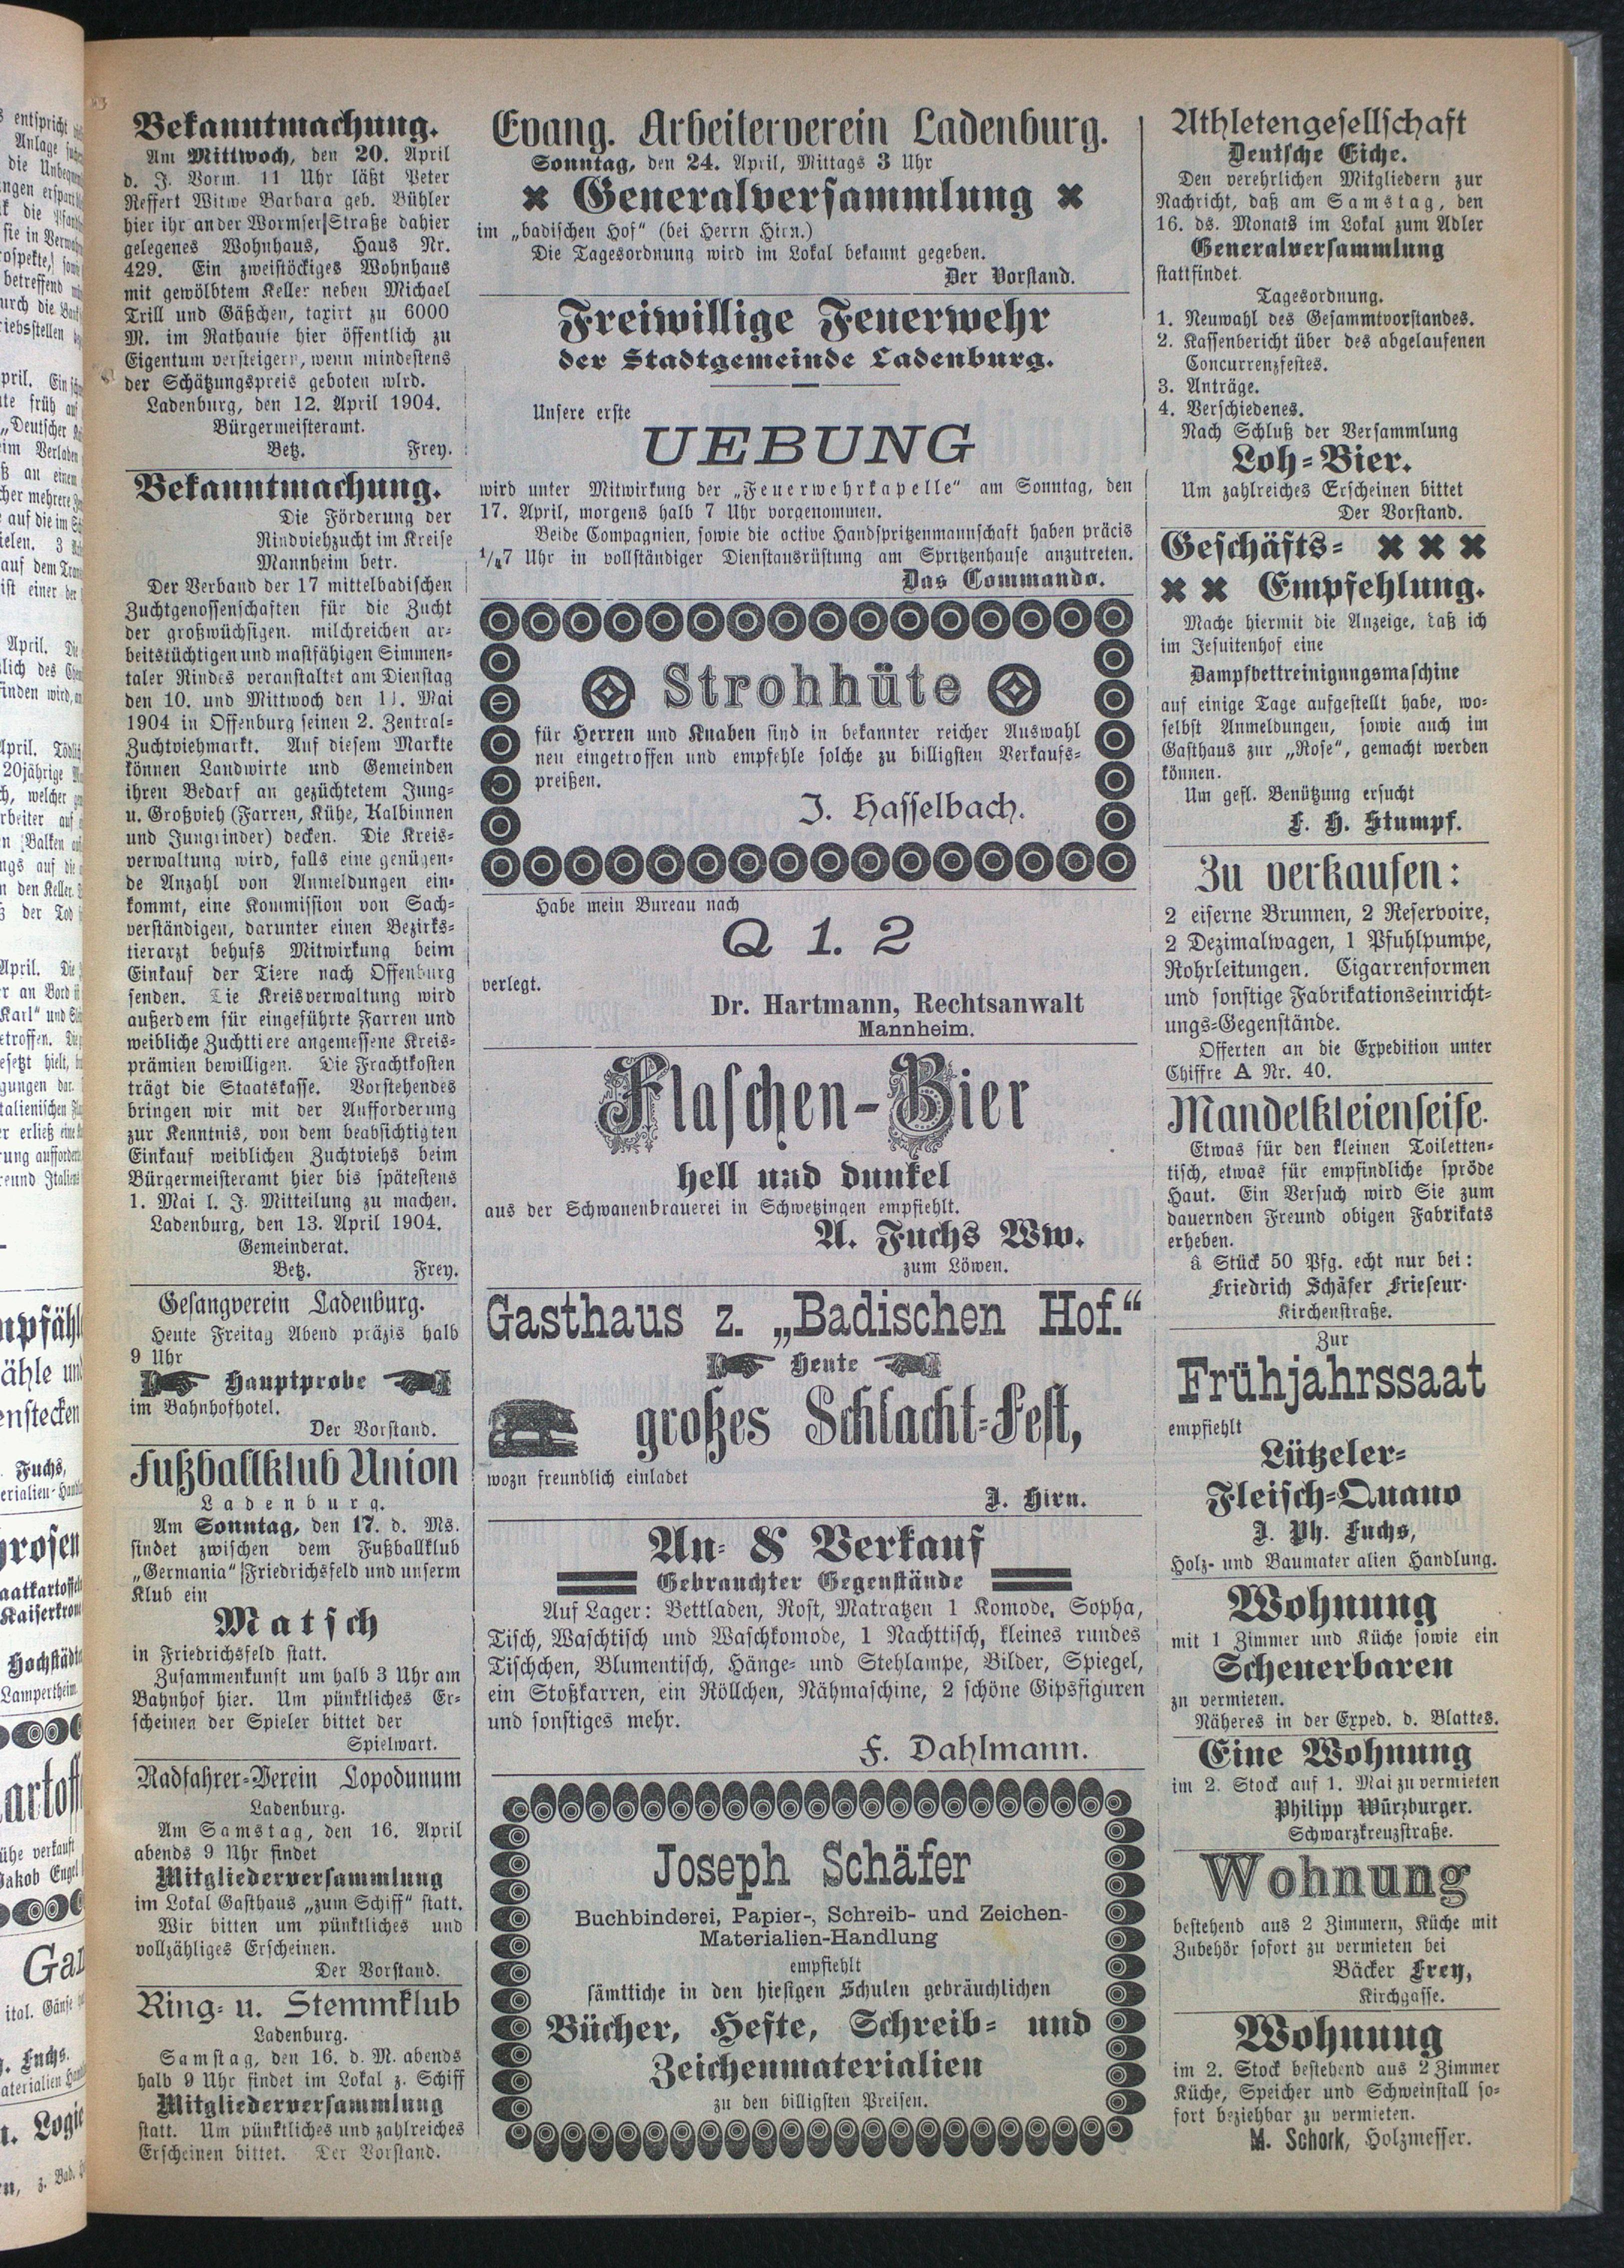 Bekanntmachung.
Am Mittwoch, den 20. April
d. J. Vorm. 11 Uhr läßt Peter
Reffert Witwe Barbara geb. Bühler
hier ihr an der Wormser Straße dahier
gelegenes Wohnhaus, Haus Nr.
429. Ein zweistöckiges Wohnhaus
mit gewölbtem Keller neben Michael
Trill und Gäßchen, taxirt zu 6000
M. im Rathause hier öffentlich zu
Eigentum versteigern, wenn mindestens
der Schätzungspreis geboten wird.
Ladenburg, den 12. April 1904.
Bürgermeisteramt.
Betz. Frey.
Bekanntmachung.
Die Förderung der
Rindviehzucht im Kreise
Mannheim betr.
Der Verband der 17 mittelbadischen
Zuchtgenossenschaften für die Zucht
der großwüchsigen. milchreichen ar-
beitstüchtigen und mastfähigen Simmen-
taler Rindes veranstaltet am Dienstag
den 10. und Mittwoch den 11. Mai
1904 in Offenburg seinen 2. Zentral-
Zuchtviehmarkt. Auf diesem Markte
können Landwirte und Gemeinden
ihren Bedarf an gezüchtetem Jung-
u. Großvieh (Farren, Kühe, Kalbinnen
und Jungrinder) decken. Die Kreis-
verwaltung wird, falls eine genügen-
de Anzahl von Anmeldungen ein-
kommt, eine Kommission von Sach-
verständigen, darunter einen Bezirks-
tierarzt behufs Mitwirkung beim
Einkauf der Tiere nach Offenburg
senden. Die Kreisverwaltung wird
außerdem für eingeführte Farren und
weibliche Zuchttiere angemessene Kreis-
prämien bewilligen. Die Frachtkosten
trägt die Staatskasse. Vorstehendes
bringen wir mit der Aufforderung
zur Kenntnis, von dem beabsichtigten
Einkauf weiblichen Zuchtviehs beim
Bürgermeisteramt hier bis spätestens
1. Mai l. J. Mitteilung zu machen.
Ladenburg, den 13. April 1904.
Gemeinderat.
Betz. Frey.
Gesangverein Ladenburg.
Heute Freitag Abend präzis halb
9 Uhr
Hauptprobe
im Bahnhofhotel.
Der Vorstand.
Fußballklub Union
Ladenburg.
Am Sonntag, den 17. d. Ms.
findet zwischen dem Fußballklub
„Germania“ Friedrichsfeld und unserm
Klub ein
Matsch
in Friedrichsfeld statt.
Zusammenkunft um halb 3 Uhr am
Bahnhof hier. Um pünktliches Er-
scheinen der Spieler bittet der
Spielwart.
Radfahrer-Verein Lopodunum
Ladenburg.
Am Samstag, den 16. April
abends 9 Uhr findet
Mitgliederversammlung
im Lokal Gasthaus „zum Schiff“ statt.
Wir bitten um pünktliches und
vollzähliges Erscheinen.
Der Vorstand.
Ring- u. Stemmklub
Ladenburg.
Samstag, den 16. d. M. abends
halb 9 Uhr findet im Lokal z. Schiff
Mitgliederversammlung
statt. Um pünktliches und zahlreiches
Erscheinen bittet. Der Vorstand.
Evang. Arbeiterverein Ladenburg.
Sonntag, den 24. April, Mittags 3 Uhr
Generalversammlung
im „badischen Hof“ (bei Herrn Hirn.)
Die Tagesordnung wird im Lokal bekannt gegeben.
Der Vorstand.
Freiwillige Feuerwehr
der Stadtgemeinde Ladenburg.
Unsere erste
UEBUNG
wird unter Mitwirkung der „Feuerwehrkapelle“ am Sonntag, den
17. April, morgens halb 7 Uhr vorgenommen.
Beide Compagnien, sowie die active Handspritzenmannschaft haben präcis
1/4 7 Uhr in vollständiger Dienstausrüstung am Spritzenhause anzutreten.
Das Commando.
Strohhüte
für Herren und Knaben sind in bekannter reicher Auswahl
neu eingetroffen und empfehle solche zu billigsten Verkaufs-
preißen.
J. Hasselbach.
Habe mein Bureau nach
Q 1. 2
verlegt.
Dr. Hartmann, Rechtsanwalt
Mannheim.
Flaschen-Bier
hell und dunkel
aus der Schwanenbrauerei in Schwetzingen empfiehlt.
A. Fuchs Ww.
zum Löwen.
Gasthaus z. „Badischen Hof.“
Heute
großes Schlacht-Fest,
wozu freundlich einladet
J. Hirn.
An- & Verkauf
Gebrauchter Gegenstände
Auf Lager: Bettladen, Rost, Matratzen 1 Komode, Sopha,
Tisch, Waschtisch und Waschkomode, 1 Nachttisch, kleines rundes
Tischchen, Blumentisch, Hänge- und Stehlampe, Bilder, Spiegel,
ein Stoßkarren, ein Röllchen, Nähmaschine, 2 schöne Gipsfiguren
und sonstiges mehr.
F. Dahlmann.
Joseph Schäfer
Buchbinderei, Papier-, Schreib- und Zeichen-
Materialien-Handlung
empfiehlt
sämttiche in den hiesigen Schulen gebräuchlichen
Bücher, Hefte, Schreib- und
Zeichenmaterialien
zu den billigsten Preisen.
Athletengesellschaft
Deutsche Eiche.
Den verehrlichen Mitgliedern zur
Nachricht, daß am Samstag, den
16. ds. Monats im Lokal zum Adler
Generalversammlung
stattfindet.
Tagesordnung.
1. Neuwahl des Gesammtvorstandes.
2. Kassenbericht über des abgelaufenen
Concurrenzfestes.
3. Anträge.
4. Verschiedenes.
Nach Schluß der Versammlung
Loh-Bier.
Um zahlreiches Erscheinen bittet
Der Vorstand.
Geschäfts-
Empfehlung.
Mache hiermit die Anzeige, daß ich
im Jesuitenhof eine
Dampfbettreinigungsmaschine
auf einige Tage aufgestellt habe, wo-
selbst Anmeldungen, sowie auch im
Gasthaus zur „Rose“, gemacht werden
können.
Um gefl. Benützung ersucht
F. H. Stumpf.
Zu verkaufen:
2 eiserne Brunnen, 2 Reservoire,
2 Dezimalwagen, 1 Pfuhlpumpe,
Rohrleitungen. Cigarrenformen
und sonstige Fabrikationseinricht-
ungs-Gegenstände.
Offerten an die Expedition unter
Chiffre A Nr. 40.
Mandelkleienseife.
Etwas für den kleinen Toiletten-
tisch, etwas für empfindliche spröde
Haut. Ein Versuch wird Sie zum
dauernden Freund obigen Fabrikats
erheben.
â Stück 50 Pfg. echt nur bei:
Friedrich Schäfer Frieseur-
Kirchenstraße.
Zur
Frühjahrssaat
empfiehlt
Lützeler-
Fleisch-Quano
J. Ph. Fuchs,
Holz- und Baumaterialien Handlung.
Wohnung
mit 1 Zimmer und Küche sowie ein
Scheuerbaren
zu vermieten.
Näheres in der Exped. d. Blattes.
Eine Wohnung
im 2. Stock auf 1. Mai zu vermieten
Philipp Würzburger.
Schwarzkreuzstraße.
Wohnung
bestehend aus 2 Zimmern, Küche mit
Zubehör sofort zu vermieten bei
Bäcker Frey,
Kirchgasse.
Wohnung
im 2. Stock bestehend aus 2 Zimmer
Küche, Speicher und Schweinstall so-
fort beziehbar zu vermieten.
M. Schork, Holzmesser.